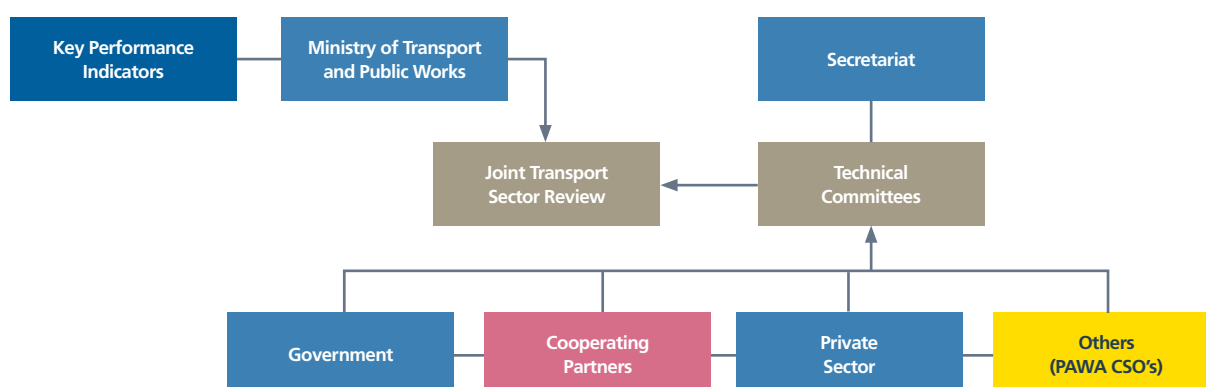 Key Performance
Indicators
Ministry of Transport
and Public Works
Secretariat
Joint Transport
Sector Review
Technical
Committees
Government
Cooperating
Partners
Private
Sector
Others
(PAWA CSO's)